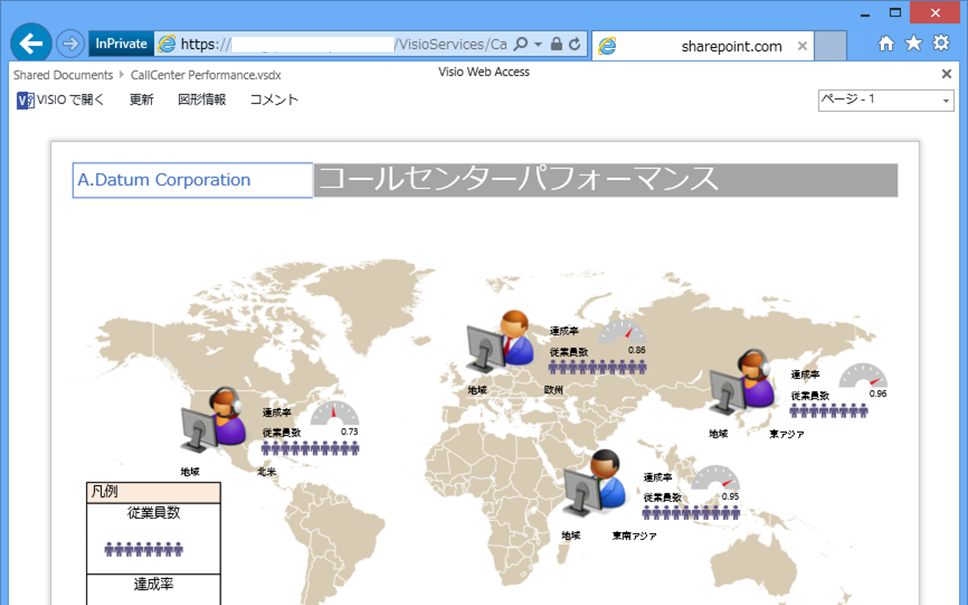 InPrivate
https://
/VisioServices/Ca
sharepoint.com
Shared Documents
CallCenter Performance.vsdx
Visio Web Access
VISIO で開く
更新
図形情報
コメント
ページ - 1
A.Datum Corporation
コールセンターパフォーマンス
達成率
0.86
従業員数
地域
欧州
達成率
0.96
従業員数
地域
東アジア
達成率
0.73
従業員数
地域
北米
達成率
0.95
従業員数
地域
東南アジア
凡例
従業員数
達成率